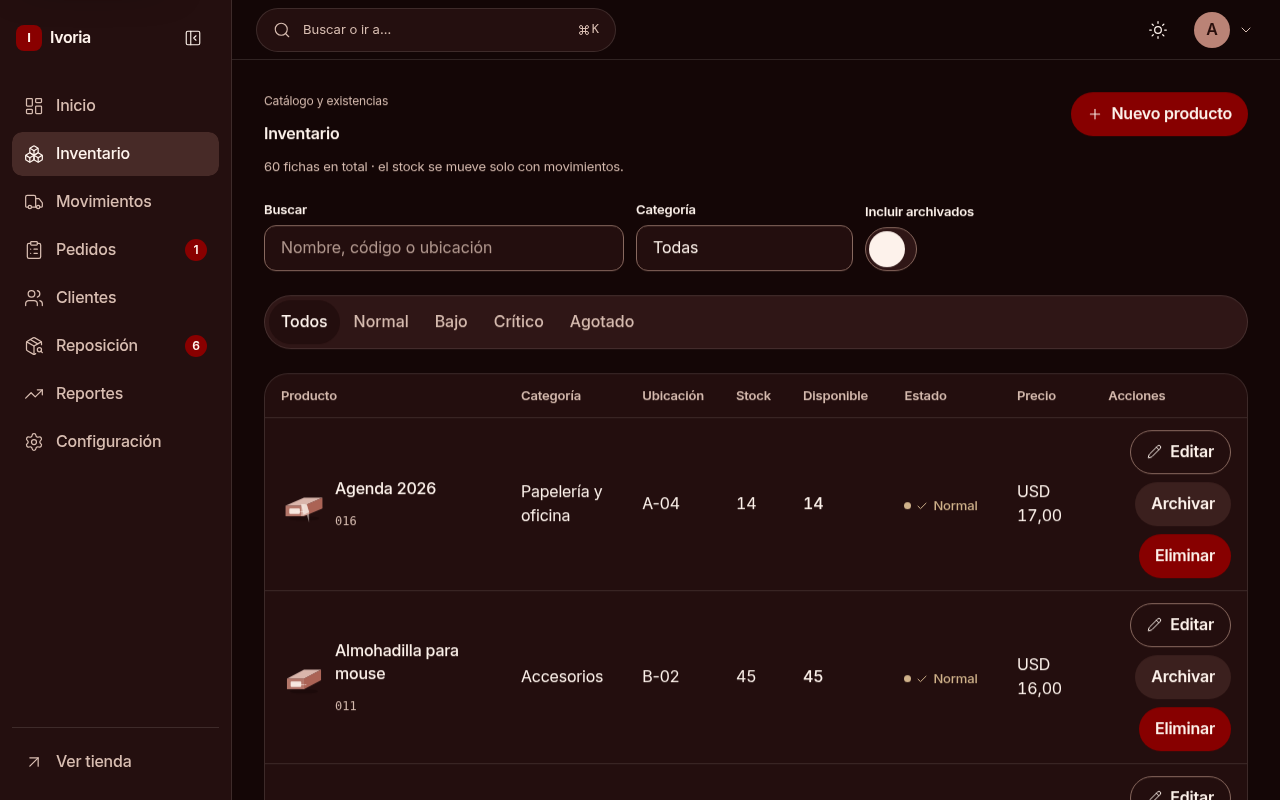 I Ivoria
Inicio
Inventario
Movimientos
Pedidos 1
Clientes
Reposición 6
Reportes
Configuración
Ver tienda
Buscar o ir a... ⌘K
A
Catálogo y existencias
Inventario
60 fichas en total · el stock se mueve solo con movimientos.
+ Nuevo producto
Buscar
Nombre, código o ubicación
Categoría
Todas
Incluir archivados
Todos Normal Bajo Crítico Agotado
Producto Categoría Ubicación Stock Disponible Estado Precio Acciones
Agenda 2026
016
Papelería y
oficina
A-04
14
14
Normal
USD
17,00
Editar
Archivar
Eliminar
Almohadilla para
mouse
011
Accesorios
B-02
45
45
Normal
USD
16,00
Editar
Archivar
Eliminar
Editar